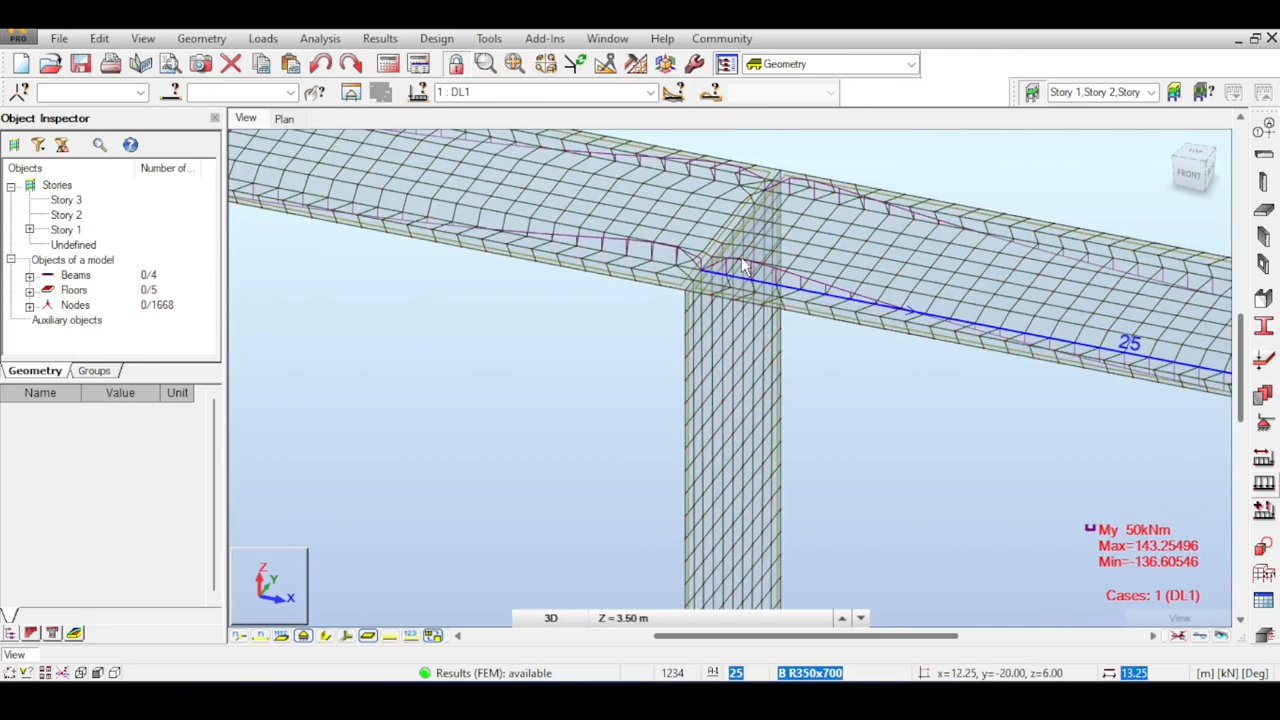 PRO File Edit View Geometry Loads Analysis Results Design Tools Add-Ins Window Help Community
Geometry
1 : DL1
Story 1,Story 2,Story
Object Inspector
View Plan
Objects Number of...
Stories
Story 3
Story 2
Story 1
Undefined
Objects of a model
Beams 0/4
Floors 0/5
Nodes 0/1668
Auxiliary objects
Geometry Groups
Name Value Unit
TOP
FRONT
25
My 50kNm
Max=143.25496
Min=-136.60546
Cases: 1 (DL1)
Z
Y
X
3D Z = 3.50 m
View
View
Results (FEM): available 1234 25 B R350x700 x=12.25, y=-20.00, z=6.00 13.25 [m] [kN] [Deg]